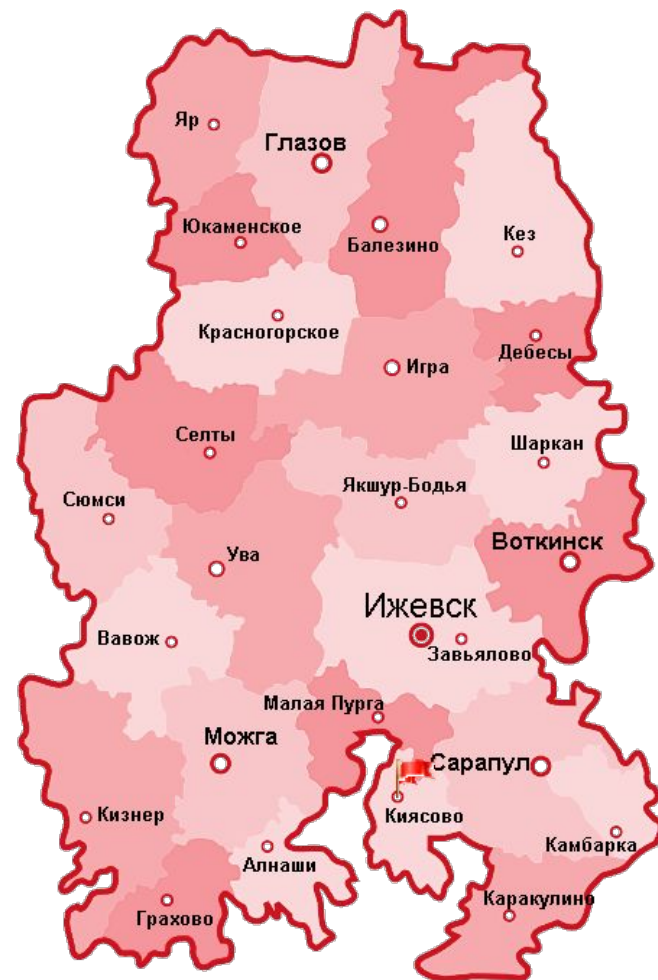 Яр
Глазов
Юкаменское
Балезино
Кез
Красногорское
Дебесы
Игра
Селты
Шаркан
Якшур-Бодья
Сюмси
Воткинск
Ува
Ижевск
Вавож
Завьялово
Малая Пурга
Можга
Сарапул
Киясово
Кизнер
Камбарка
Алнаши
Каракулино
Грахово